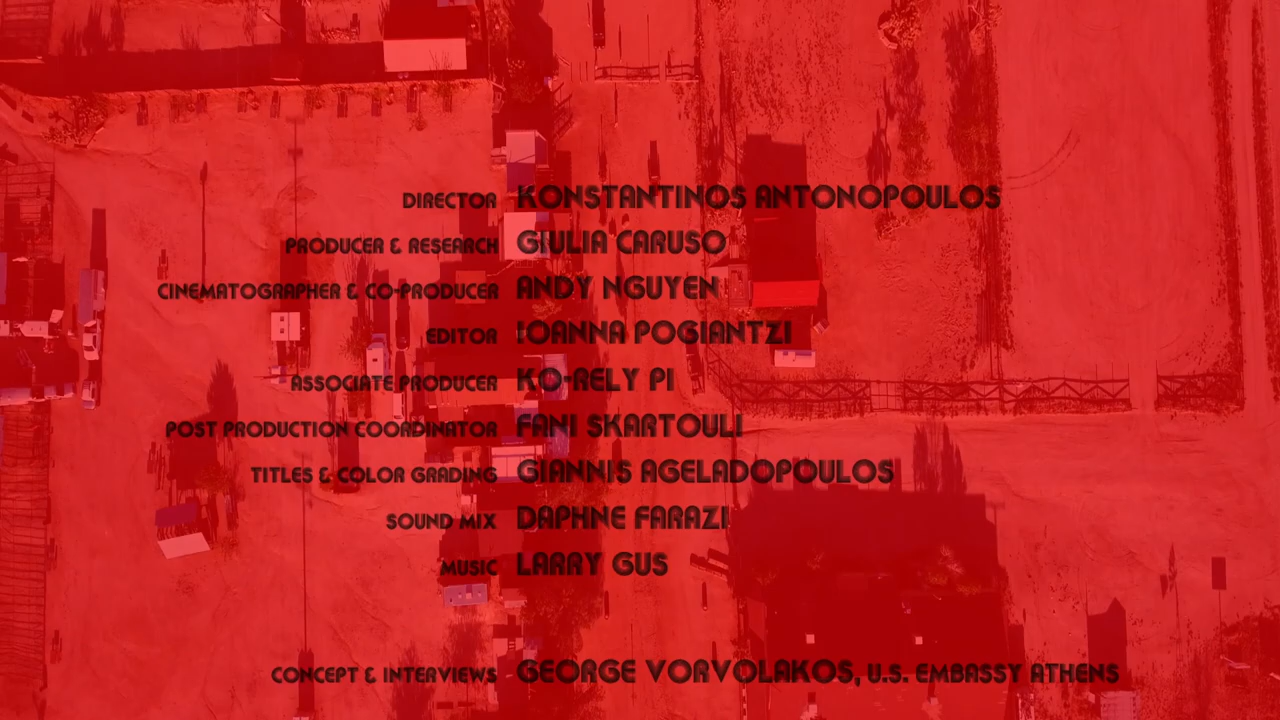 DIRECTOR KONSTANTINOS ANTONOPOULOS
PRODUCER & RESEARCH GIULIA CARUSO
CINEMATOGRAPHER & CO-PRODUCER ANDY NGUYEN
EDITOR IOANNA POGIANTZI
ASSOCIATE PRODUCER KO-RELY PI
POST PRODUCTION COORDINATOR FANI SKARTOULI
TITLES & COLOR GRADING GIANNIS AGELADOPOULOS
SOUND MIX DAPHNE FARAZI
MUSIC LARRY GUS
CONCEPT & INTERVIEWS GEORGE VORVOLAKOS, U.S. EMBASSY ATHENS